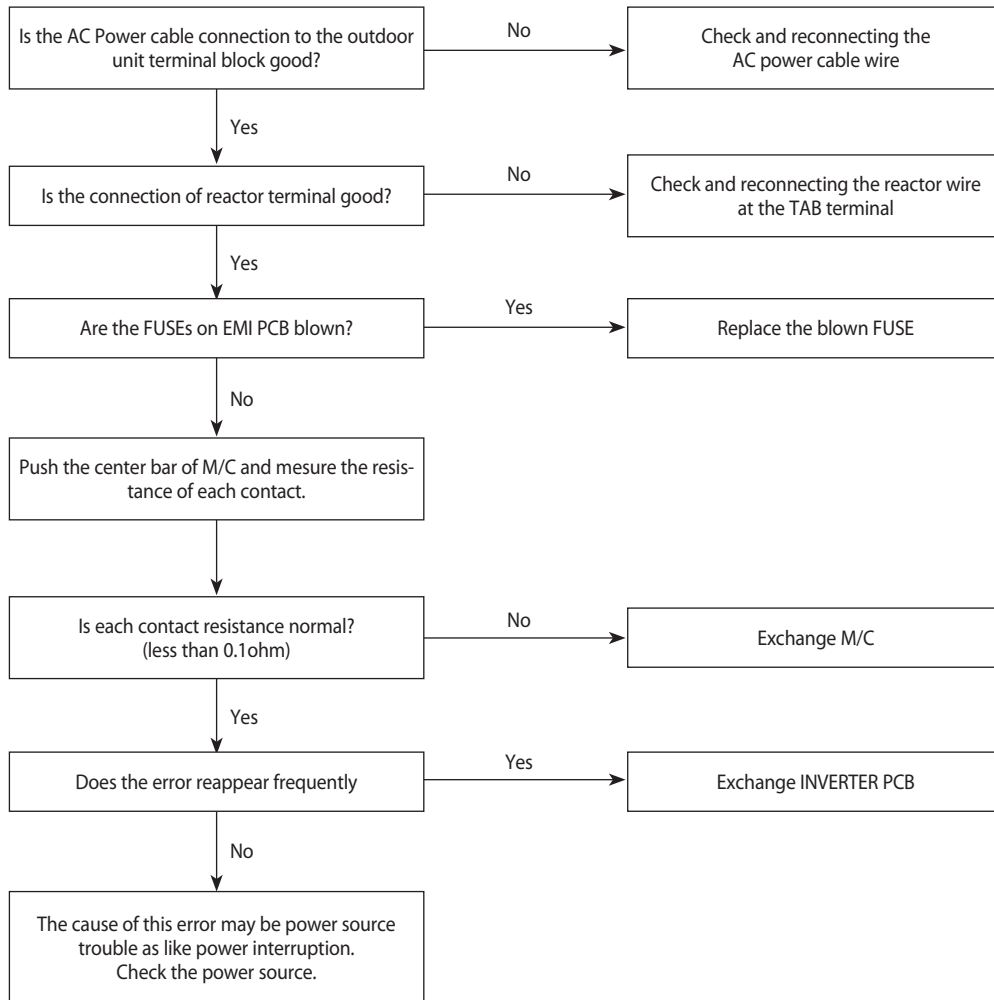 Is the AC Power cable connection to the outdoor
unit terminal block good?
No
Check and reconnecting the
AC power cable wire
Yes
Is the connection of reactor terminal good?
No
Check and reconnecting the reactor wire
at the TAB terminal
Yes
Are the FUSEs on EMI PCB blown?
Yes
Replace the blown FUSE
No
Push the center bar of M/C and mesure the resis-
tance of each contact.
Is each contact resistance normal?
(less than 0.1ohm)
No
Exchange M/C
Yes
Does the error reappear frequently
Yes
Exchange INVERTER PCB
No
The cause of this error may be power source
trouble as like power interruption.
Check the power source.